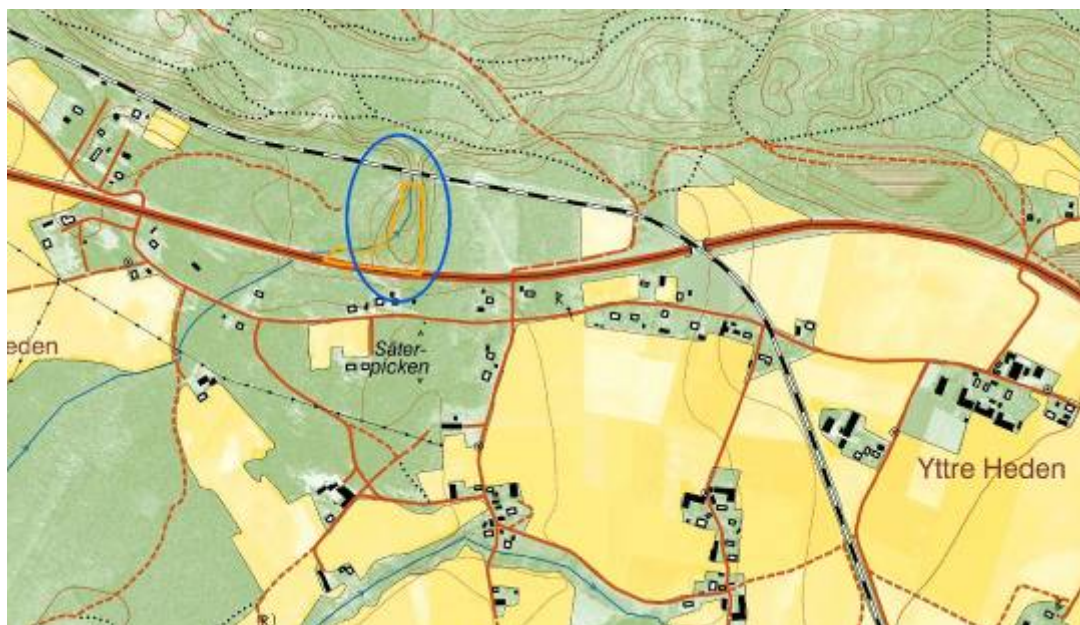 eden
Säter-
picken
Yttre Heden
R